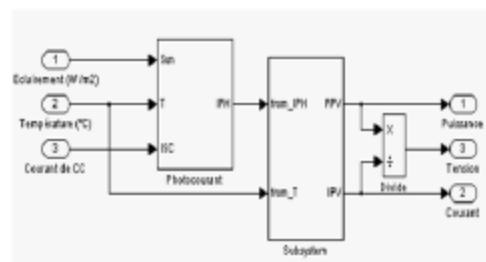 1
Eclairement (W/m2)
2
Température (°C)
3
Courant de CC
Sun
T
ISC
IPH
Photocourant
from_IPH
from_T
PPV
IPV
Subsystem
×
÷
Divide
1
Puissance
3
Tension
2
Courant